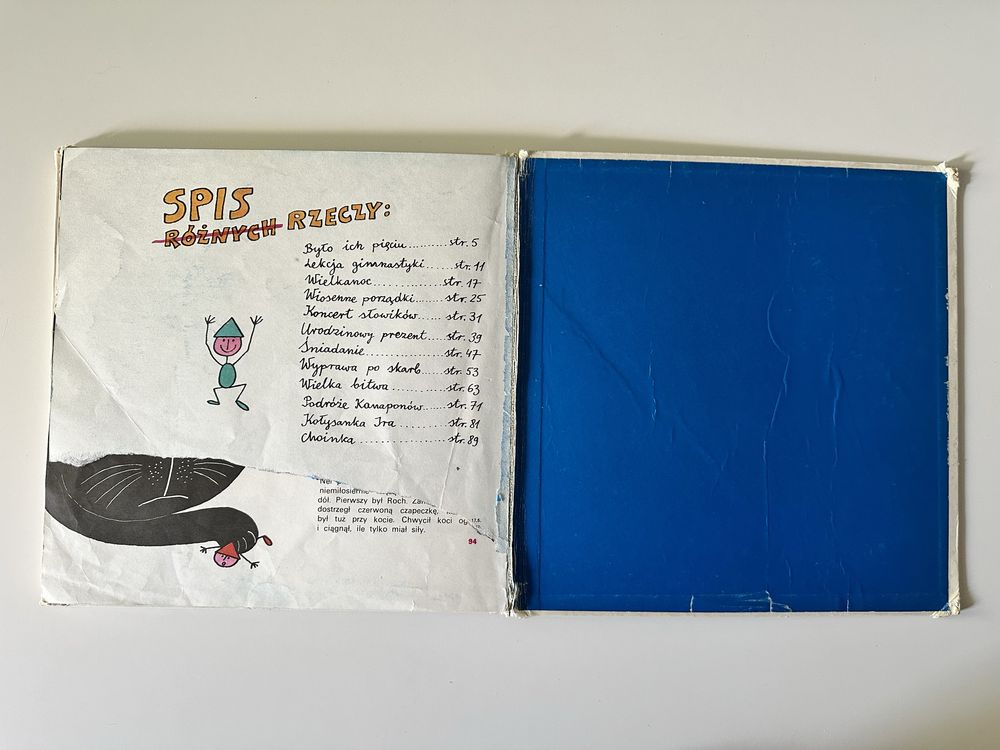 SPIS
RÓŻNYCH RZECZY:
Było ich pięciu..........str. 5
Lekcja gimnastyki......str. 11
Wielkanoc...............str. 17
Wiosenne porządki......str. 25
Koncert słowików.....str. 31
Urodzinowy prezent...str. 39
Śniadanie................str. 47
Wyprawa po skarb.....str. 53
Wielka bitwa...........str. 63
Podróże Kanaponów.....str. 71
Kołysanka Ira.........str. 81
Choinka................str. 89
niemiłosiernie
dół. Pierwszy był Roch.
dostrzegł czerwoną czapeczkę,
był tuż przy kocie. Chwycił koci og
i ciągnął, ile tylko miał siły.
94